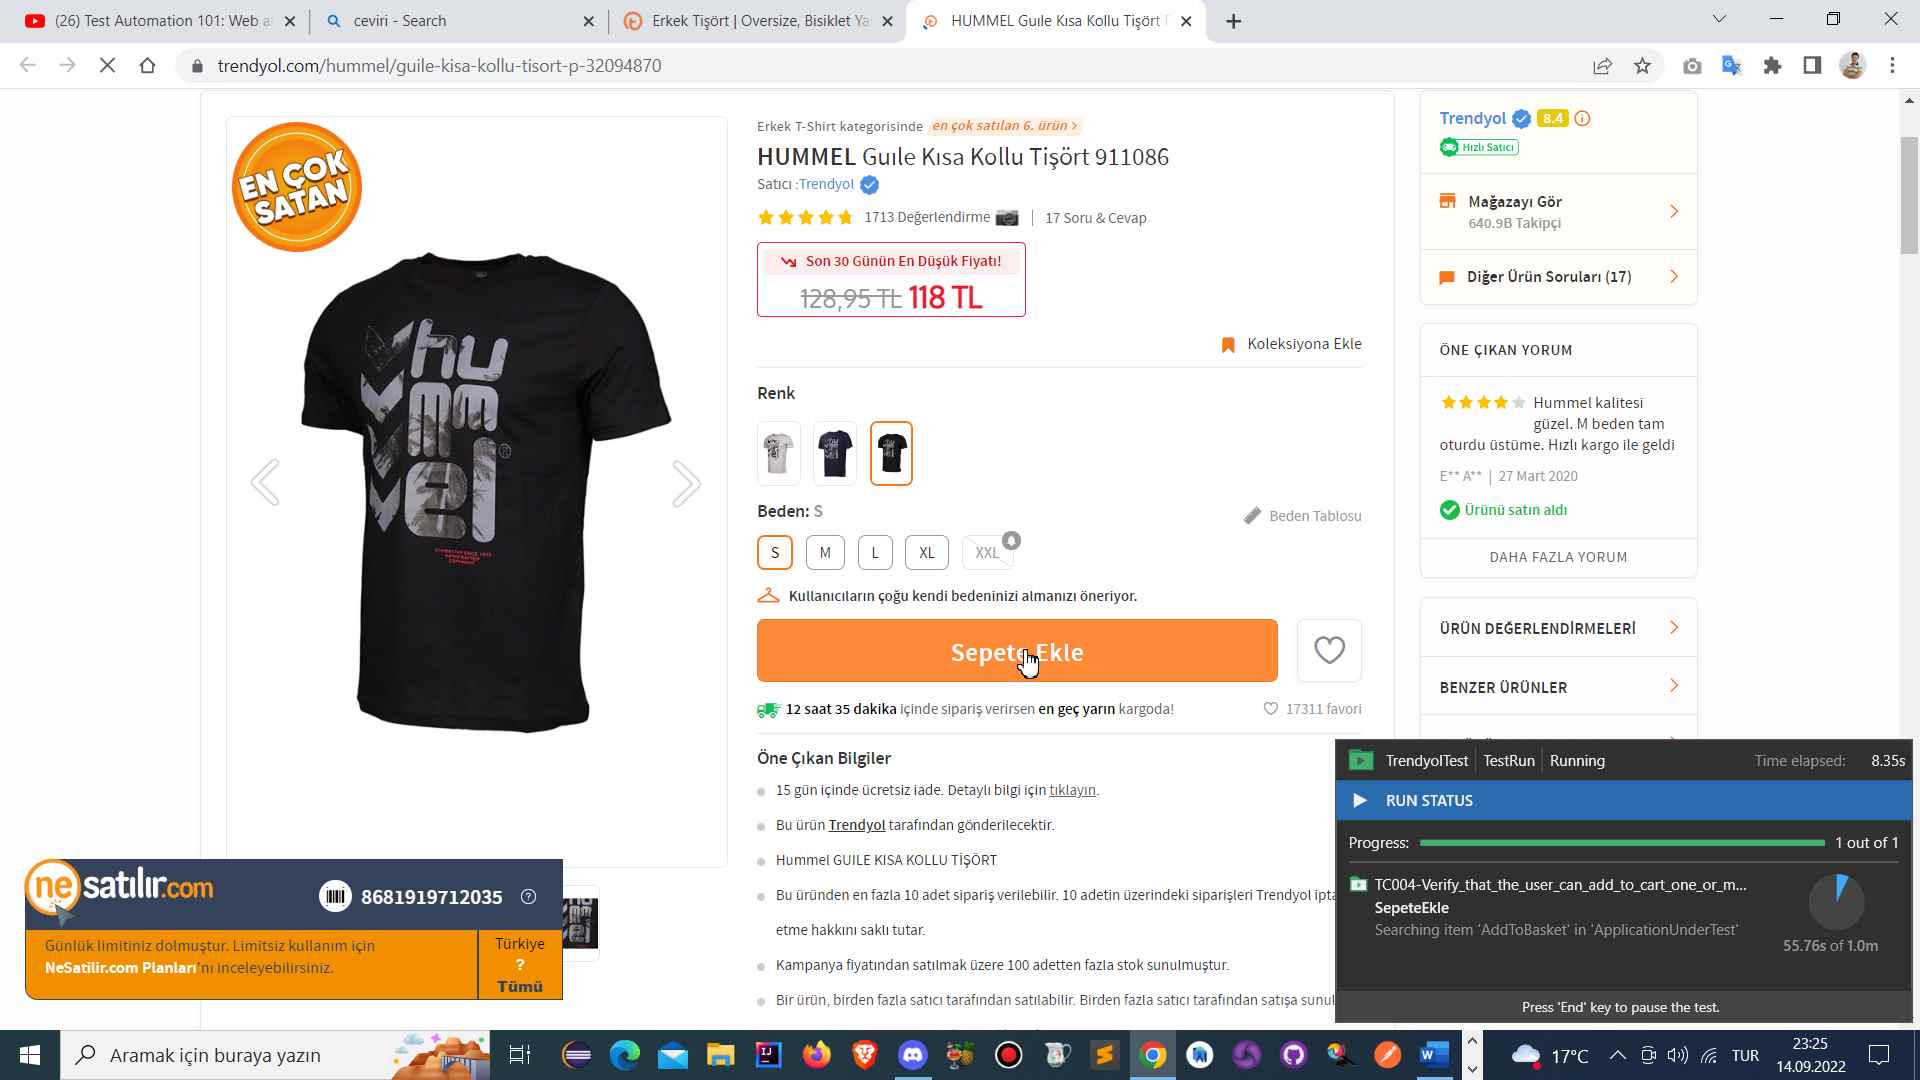 (26) Test Automation 101: Web a
ceviri - Search
Erkek Tişört | Oversize, Bisiklet Ya
HUMMEL Guıle Kısa Kollu Tişört
trendyol.com/hummel/guile-kisa-kollu-tisort-p-32094870
EN ÇOK
SATAN
hummel
Erkek T-Shirt kategorisinde en çok satılan 6. ürün >
HUMMEL Guıle Kısa Kollu Tişört 911086
Satıcı :Trendyol
1713 Değerlendirme | 17 Soru & Cevap
Son 30 Günün En Düşük Fiyatı!
128,95 TL 118 TL
Koleksiyona Ekle
Renk
Beden: S
Beden Tablosu
S M L XL XXL
Kullanıcıların çoğu kendi bedeninizi almanızı öneriyor.
Sepete Ekle
12 saat 35 dakika içinde sipariş verirsen en geç yarın kargoda!
17311 favori
Öne Çıkan Bilgiler
15 gün içinde ücretsiz iade. Detaylı bilgi için tıklayın.
Bu ürün Trendyol tarafından gönderilecektir.
Hummel GUILE KISA KOLLU TİŞÖRT
Bu üründen en fazla 10 adet sipariş verilebilir. 10 adetin üzerindeki siparişleri Trendyol ipta
etme hakkını saklı tutar.
Kampanya fiyatından satılmak üzere 100 adetten fazla stok sunulmuştur.
Bir ürün, birden fazla satıcı tarafından satılabilir. Birden fazla satıcı tarafından satışa sunul
Trendyol 8.4
Hızlı Satıcı
Mağazayı Gör
640.9B Takipçi
Diğer Ürün Soruları (17)
ÖNE ÇIKAN YORUM
Hummel kalitesi
güzel. M beden tam
oturdu üstüme. Hızlı kargo ile geldi
E** A** | 27 Mart 2020
Ürünü satın aldı
DAHA FAZLA YORUM
ÜRÜN DEĞERLENDİRMELERİ
BENZER ÜRÜNLER
TrendyolTest TestRun Running Time elapsed: 8.35s
RUN STATUS
Progress: 1 out of 1
TC004-Verify_that_the_user_can_add_to_cart_one_or_m...
SepeteEkle
Searching item 'AddToBasket' in 'ApplicationUnderTest'
55.76s of 1.0m
Press 'End' key to pause the test.
ne satılır.com
8681919712035
Günlük limitiniz dolmuştur. Limitsiz kullanım için
NeSatilir.com Planları'nı inceleyebilirsiniz.
Türkiye
?
Tümü
Aramak için buraya yazın
17°C
TUR
23:25
14.09.2022